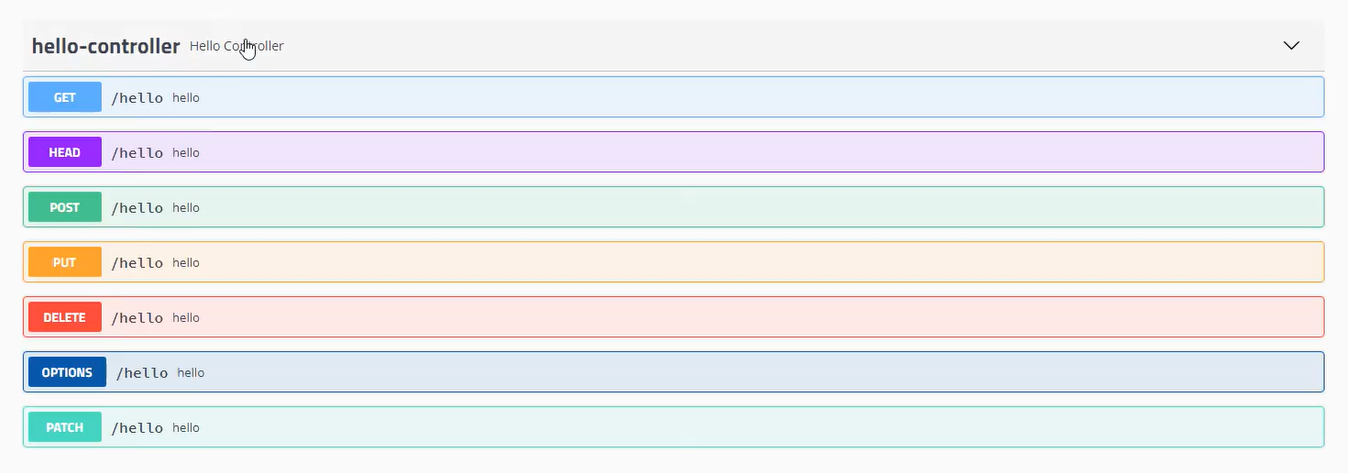 hello-controller Hello Controller
GET /hello hello
HEAD /hello hello
POST /hello hello
PUT /hello hello
DELETE /hello hello
OPTIONS /hello hello
PATCH /hello hello